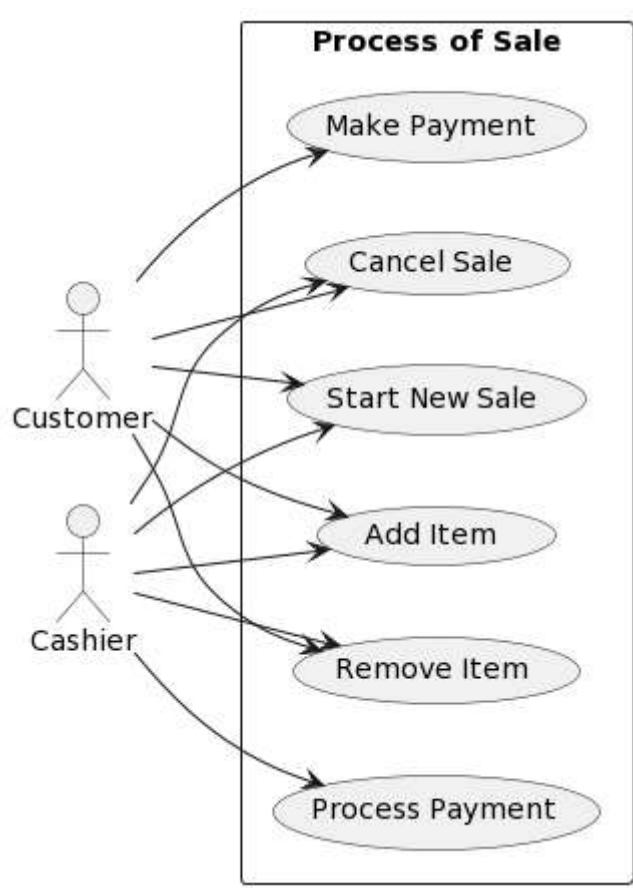 Process of Sale
Make Payment
Cancel Sale
Start New Sale
Customer
Add Item
Cashier
Remove Item
Process Payment